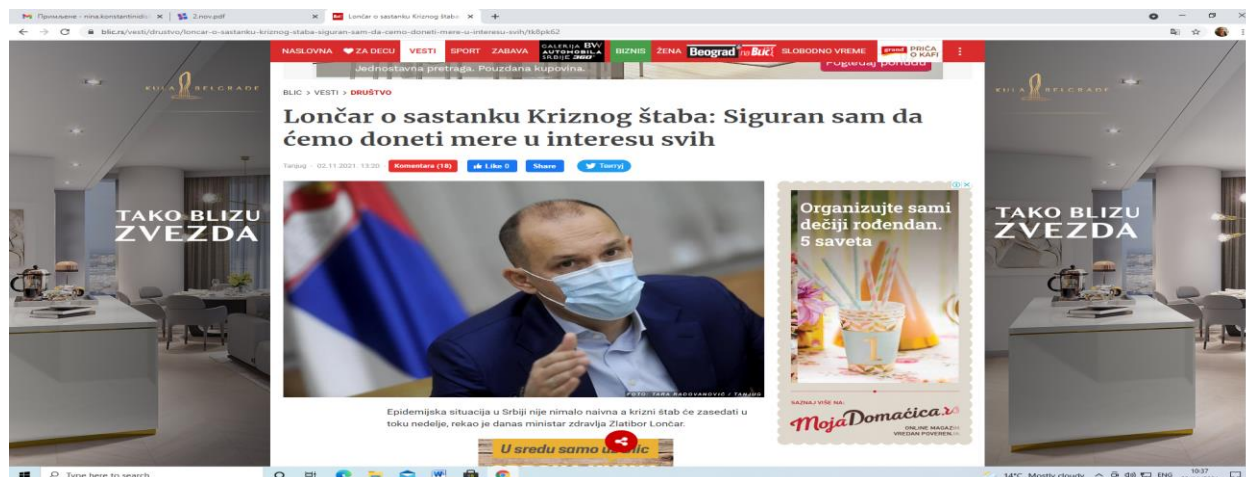 2.nov.pdf
Lončar o sastanku Kriznog štaba
blic.rs/vesti/drustvo/loncar-o-sastanku-kriznog-staba-siguran-sam-da-cemo-doneti-mere-u-interesu-svih/tk6pk62
NASLOVNA ZA DECU VESTI SPORT ZABAVA GALERIJA AUTOMOBILA SRBIJE 360° BIZNIS ŽENA Beograd na Blic SLOBODNO VREME grand PRIČA O KAFI
Jednostavna pretraga. Pouzdana kupovina.
Pogledaj ponudu
BLIC > VESTI > DRUŠTVO
Lončar o sastanku Kriznog štaba: Siguran sam da
ćemo doneti mere u interesu svih
Tanjug - 02.11.2021. 13:20 Komentara (18) Like 0 Share Твитуј
FOTO: TARA RADOVANOVIĆ / TANJUG
Epidemijska situacija u Srbiji nije nimalo naivna a krizni štab će zasedati u
toku nedelje, rekao je danas ministar zdravlja Zlatibor Lončar.
U sredu samo uz Blic
KULA BELGRADE
TAKO BLIZU
ZVEZDA
Organizujte sami
dečiji rođendan.
5 saveta
1
SAZNAJ VIŠE NA:
MojaDomaćica.rs
ONLINE MAGAZIN
VREDAN POVERENJA
KULA BELGRADE
TAKO BLIZU
ZVEZDA
Type here to search
14°C Mostly cloudy ENG 10:37